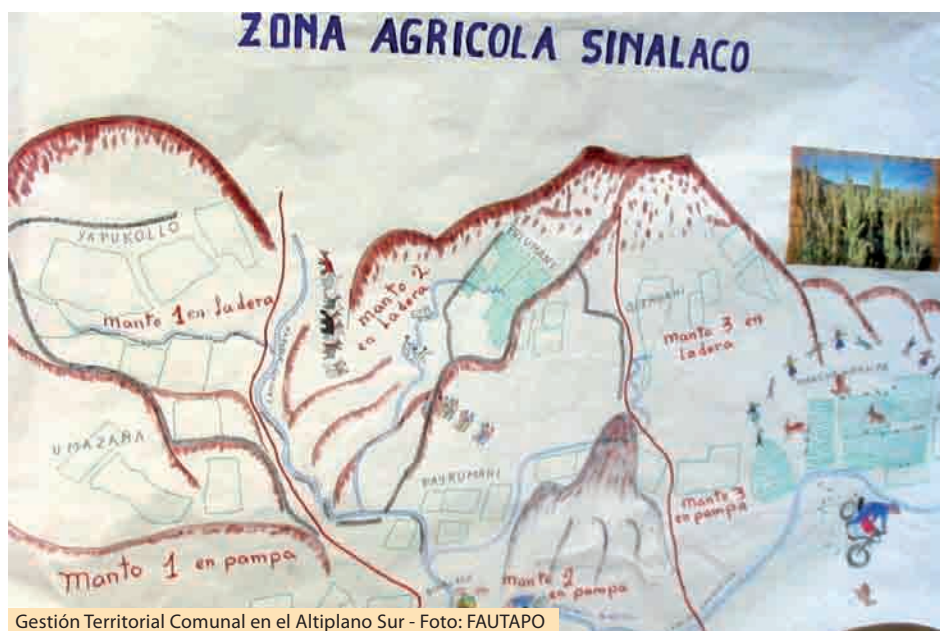 ZONA AGRICOLA SINALACO
YAPUKOLLO
manto 1 en ladera
manto 2
en ladera
manto 3 en
ladera
UMAZAÑA
PAYRUMANI
manto 3
en pampa
manto 1 en pampa
manto 2
en pampa
Gestión Territorial Comunal en el Altiplano Sur - Foto: FAUTAPO